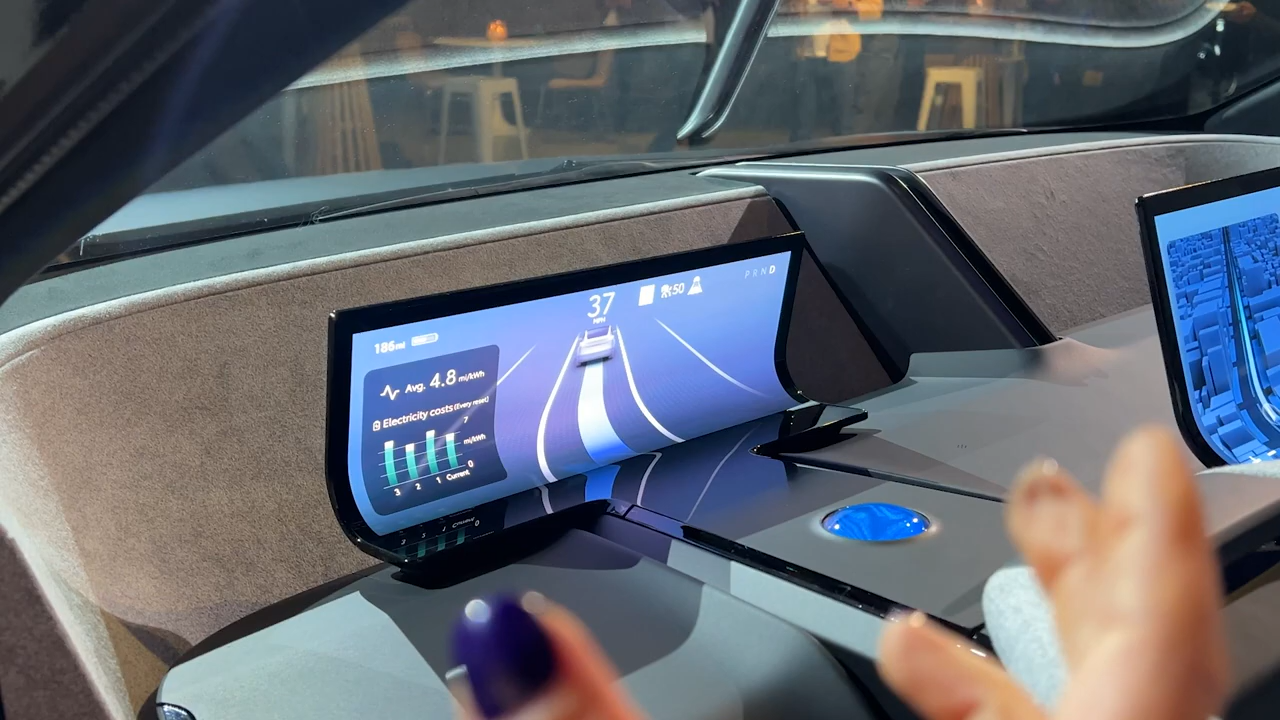 PRND
37
MPH
50
186mi
Avg. 4.8 mi/kWh
Electricity costs (Every reset)
7
mi/kWh
0
3 2 1 Current